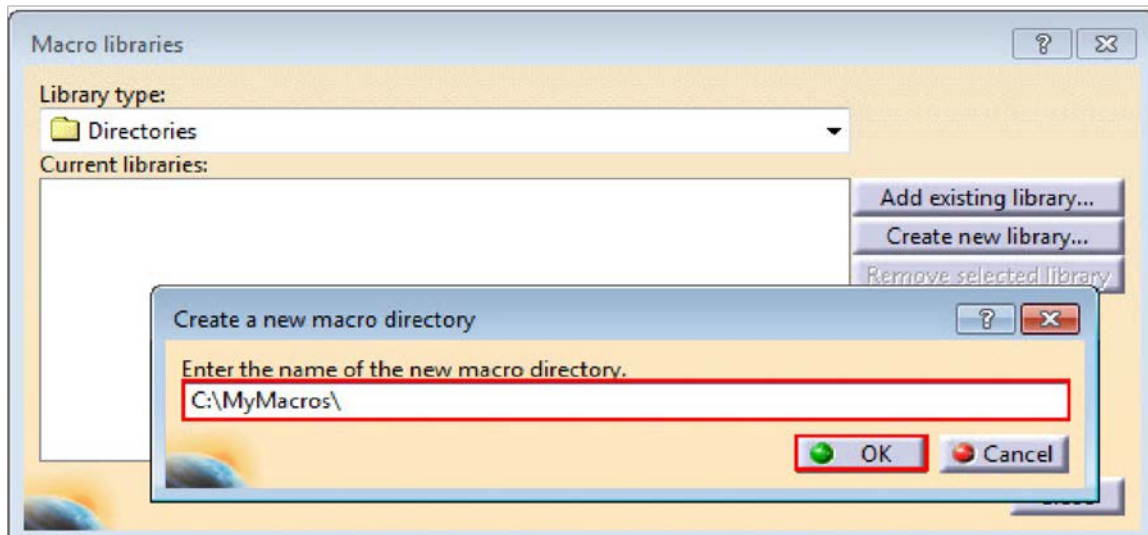 Macro libraries
Library type:
Directories
Current libraries:
Add existing library...
Create new library...
Remove selected library
Create a new macro directory
Enter the name of the new macro directory.
C:\MyMacros\
OK
Cancel